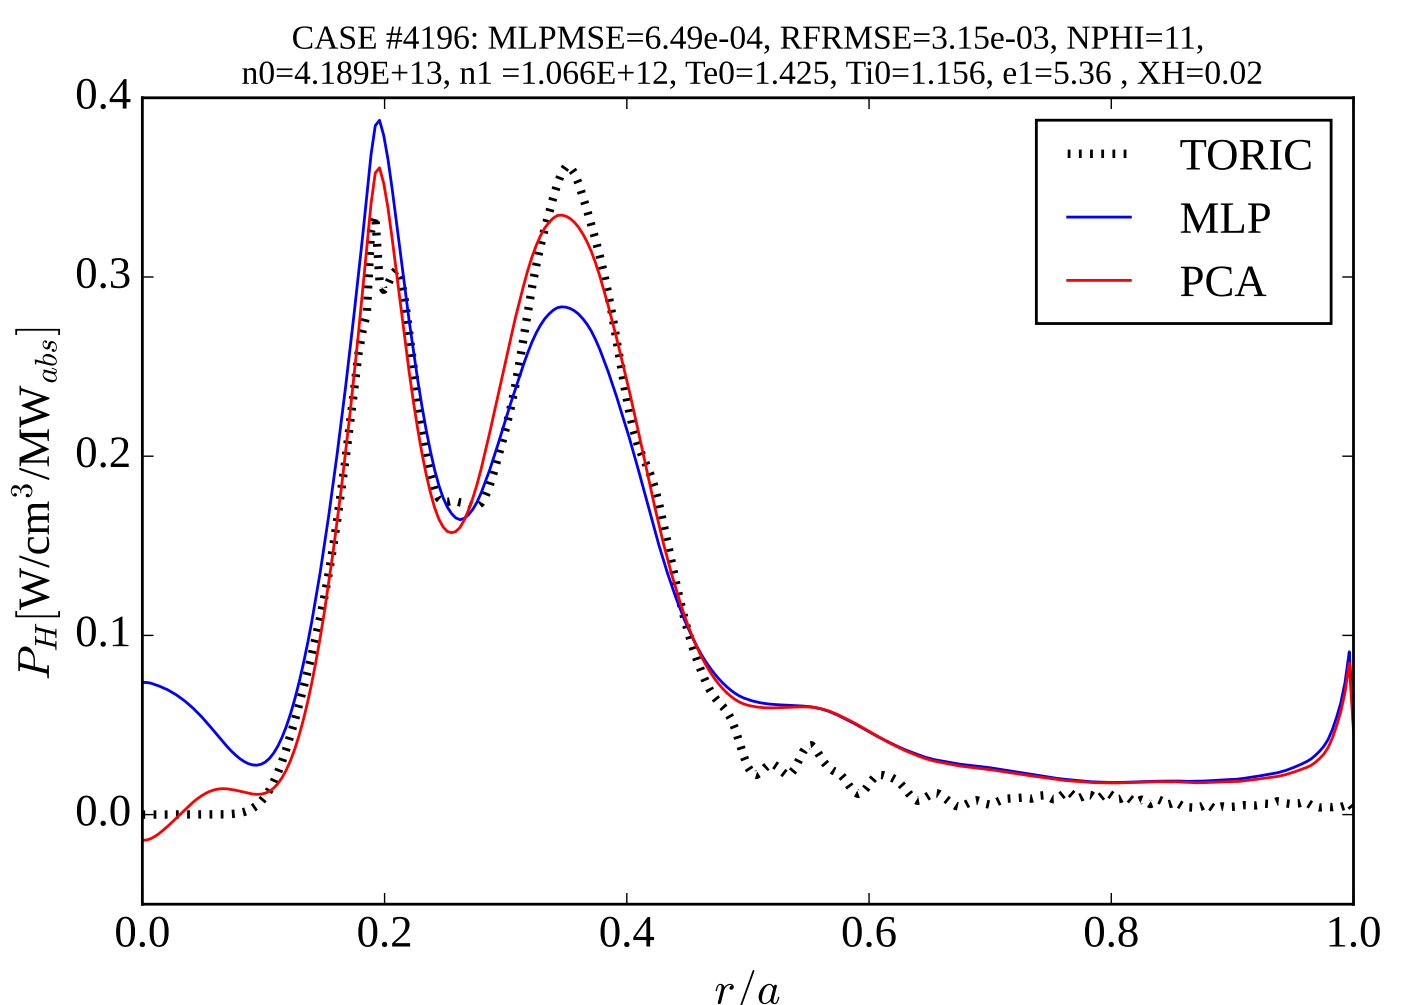 CASE #4196: MLPMSE=6.49e-04, RFRMSE=3.15e-03, NPHI=11,
n0=4.189E+13, n1 =1.066E+12, Te0=1.425, Ti0=1.156, e1=5.36 , XH=0.02
0.4
0.3
0.2
0.1
0.0
P_H[W/cm³/MW_abs]
TORIC
MLP
PCA
0.0 0.2 0.4 0.6 0.8 1.0
r/a